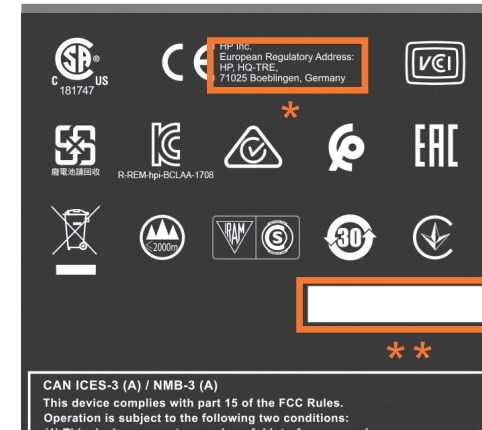 HP Inc.
European Regulatory Address:
HP, HQ-TRE,
71025 Boeblingen, Germany
SA
C US
181747
CE
VCI
*
廢電池請回收
R-REM-hpi-BCLAA-1708
EAC
≤2000m
IRAM
S
30
* *
CAN ICES-3 (A) / NMB-3 (A)
This device complies with part 15 of the FCC Rules.
Operation is subject to the following two conditions: